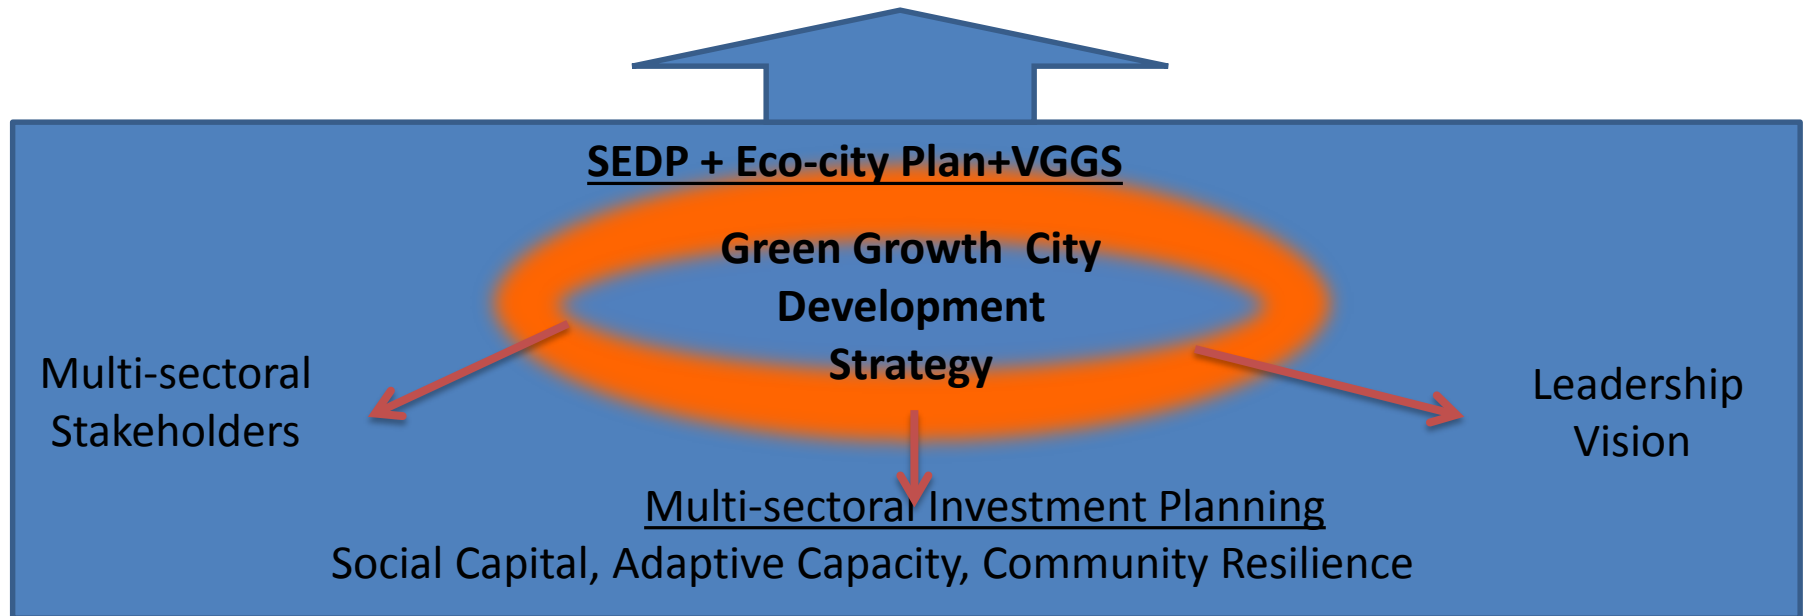 SEDP + Eco-city Plan+VGGS
Green Growth City
Development
Strategy
Multi-sectoral
Stakeholders
Leadership
Vision
Multi-sectoral Investment Planning
Social Capital, Adaptive Capacity, Community Resilience